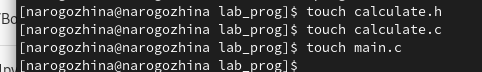 [narogozhina@narogozhina lab_prog]$ touch calculate.h
[narogozhina@narogozhina lab_prog]$ touch calculate.c
[narogozhina@narogozhina lab_prog]$ touch main.c
[narogozhina@narogozhina lab_prog]$